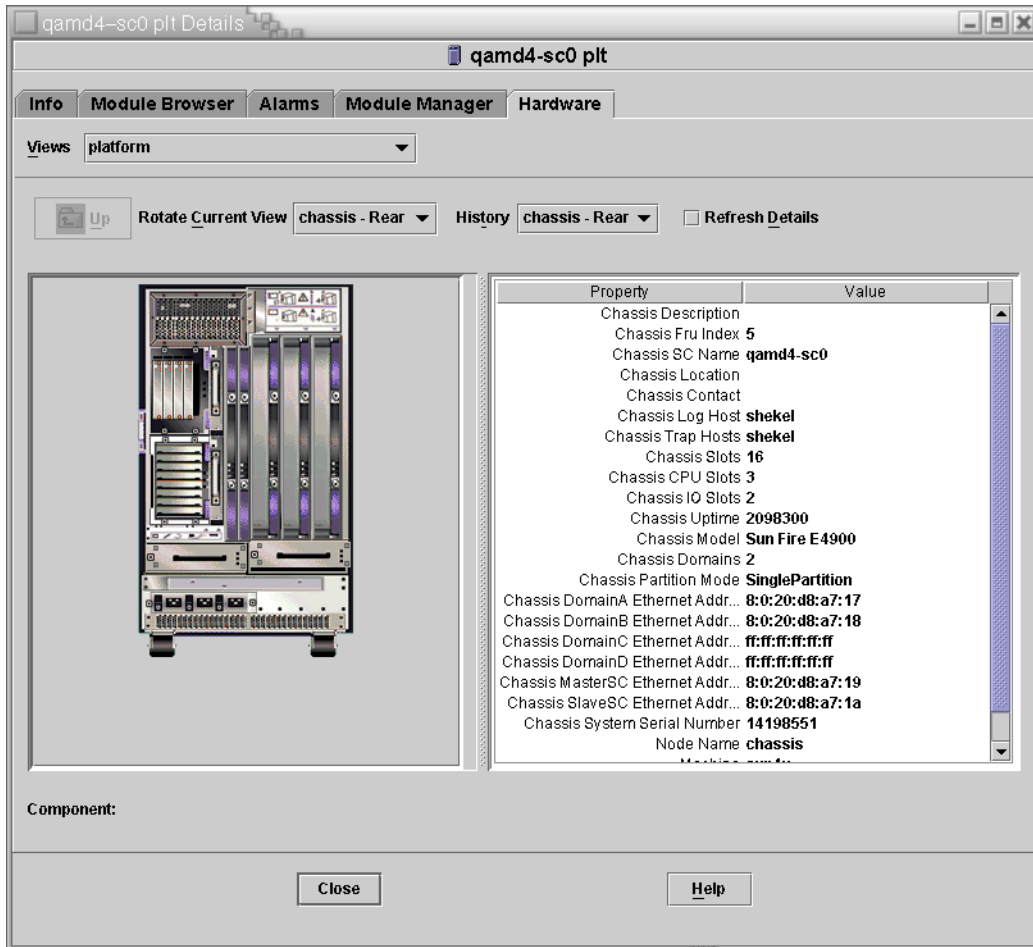 qamd4-sc0 plt Details
qamd4-sc0 plt
Info Module Browser Alarms Module Manager Hardware
Views platform
Up Rotate Current View chassis - Rear History chassis - Rear Refresh Details
Property Value
Chassis Description
Chassis Fru Index 5
Chassis SC Name qamd4-sc0
Chassis Location
Chassis Contact
Chassis Log Host shekel
Chassis Trap Hosts shekel
Chassis Slots 16
Chassis CPU Slots 3
Chassis IO Slots 2
Chassis Uptime 2098300
Chassis Model Sun Fire E4900
Chassis Domains 2
Chassis Partition Mode SinglePartition
Chassis DomainA Ethernet Addr... 8:0:20:d8:a7:17
Chassis DomainB Ethernet Addr... 8:0:20:d8:a7:18
Chassis DomainC Ethernet Addr... ff:ff:ff:ff:ff:ff
Chassis DomainD Ethernet Addr... ff:ff:ff:ff:ff:ff
Chassis MasterSC Ethernet Addr... 8:0:20:d8:a7:19
Chassis SlaveSC Ethernet Addr... 8:0:20:d8:a7:1a
Chassis System Serial Number 14198551
Node Name chassis
Component:
Close Help